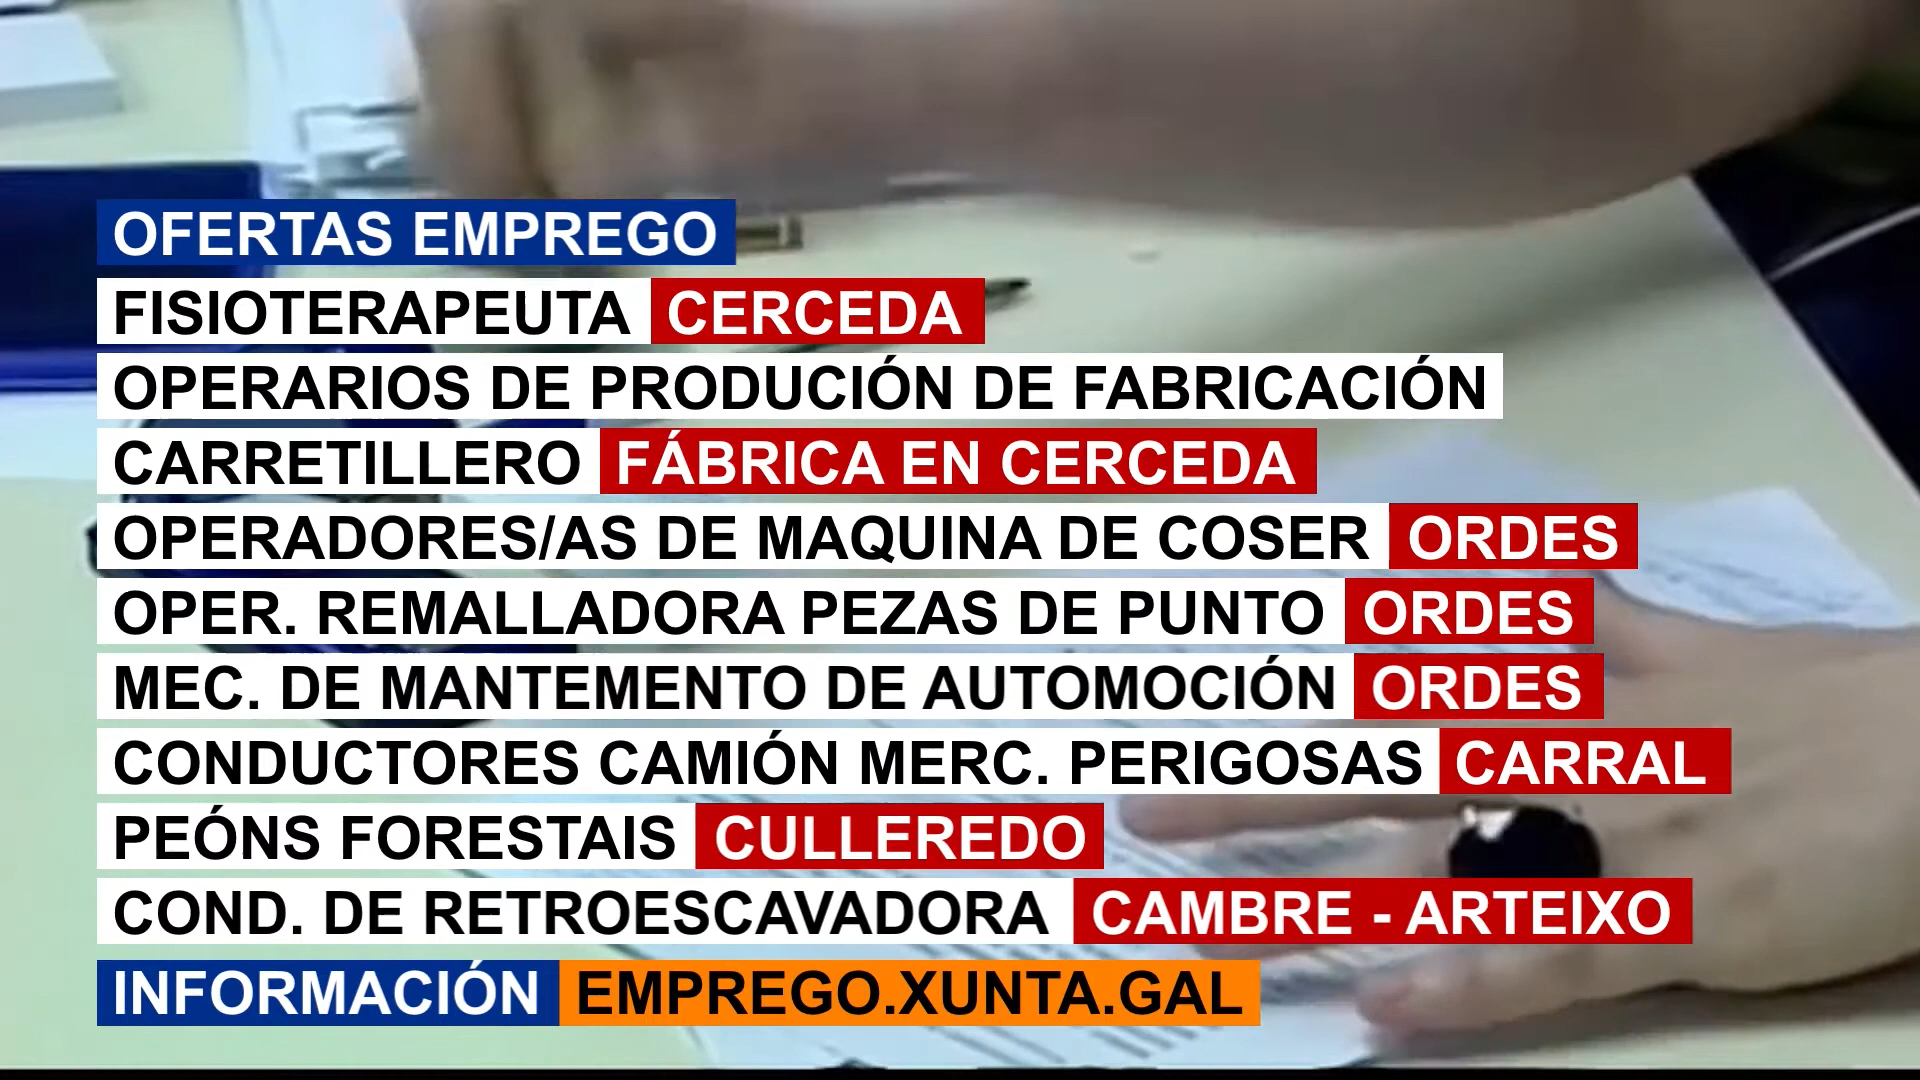 OFERTAS EMPREGO
FISIOTERAPEUTA CERCEDA
OPERARIOS DE PRODUCIÓN DE FABRICACIÓN
CARRETILLERO FÁBRICA EN CERCEDA
OPERADORES/AS DE MAQUINA DE COSER ORDES
OPER. REMALLADORA PEZAS DE PUNTO ORDES
MEC. DE MANTEMENTO DE AUTOMOCIÓN ORDES
CONDUCTORES CAMIÓN MERC. PERIGOSAS CARRAL
PEÓNS FORESTAIS CULLEREDO
COND. DE RETROESCAVADORA CAMBRE - ARTEIXO
INFORMACIÓN EMPREGO.XUNTA.GAL